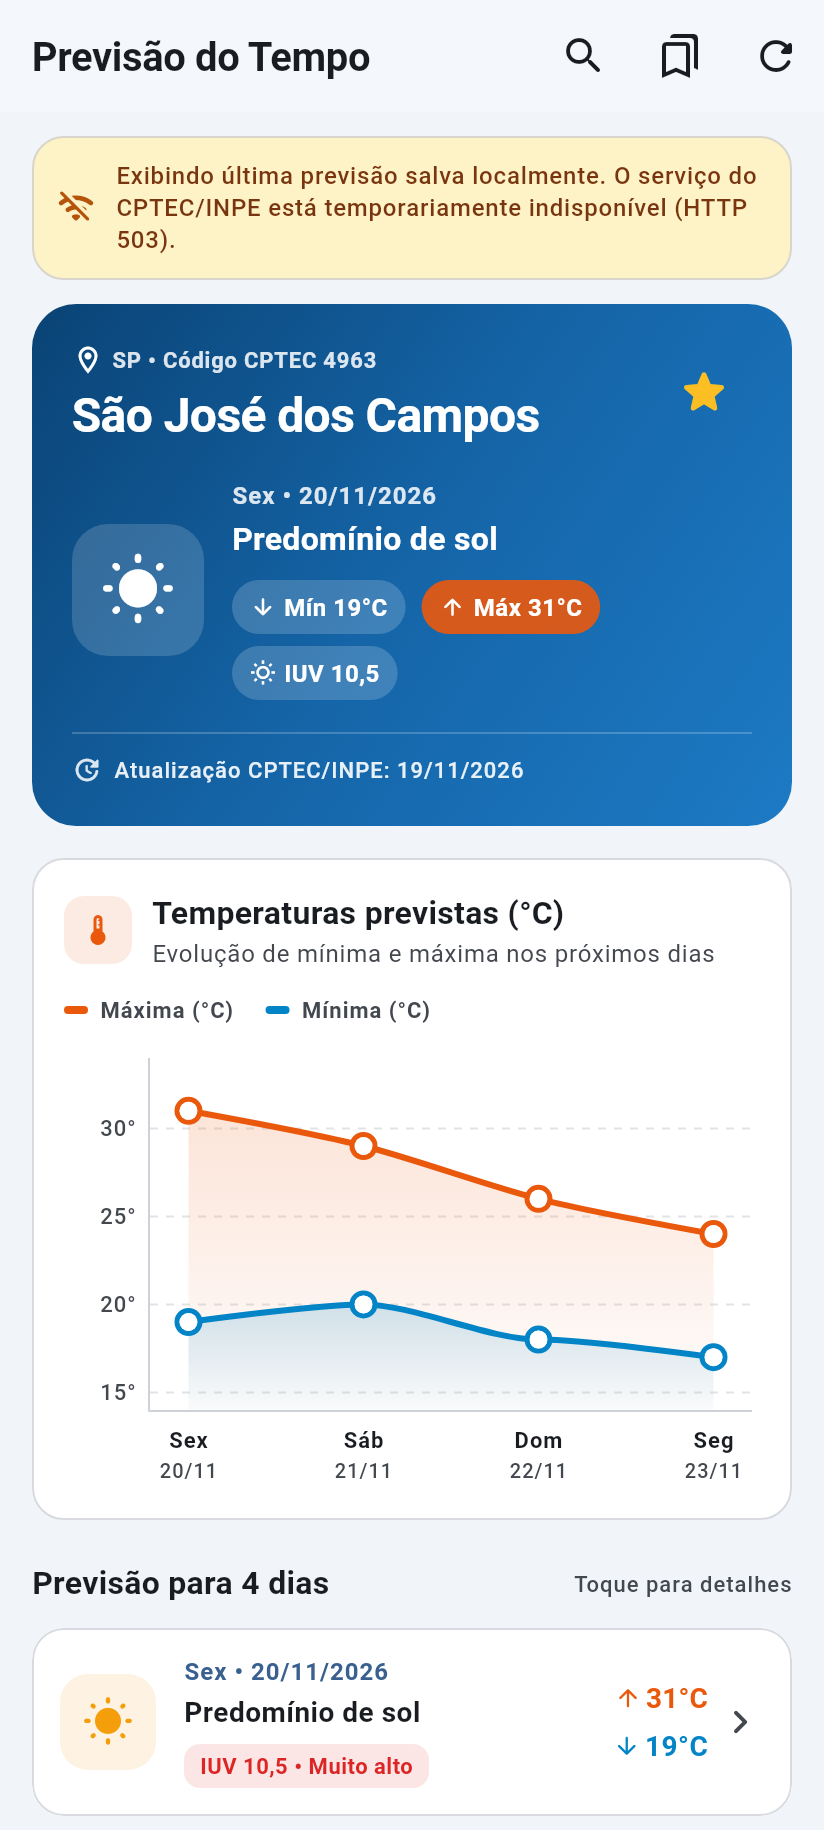 Previsão do Tempo
Exibindo última previsão salva localmente. O serviço do
CPTEC/INPE está temporariamente indisponível (HTTP
503).
SP • Código CPTEC 4963
São José dos Campos
Sex • 20/11/2026
Predomínio de sol
Mín 19°C
Máx 31°C
IUV 10,5
Atualização CPTEC/INPE: 19/11/2026
Temperaturas previstas (°C)
Evolução de mínima e máxima nos próximos dias
Máxima (°C)
Mínima (°C)
30°
25°
20°
15°
Sex
Sáb
Dom
Seg
20/11
21/11
22/11
23/11
Previsão para 4 dias
Toque para detalhes
Sex • 20/11/2026
Predomínio de sol
IUV 10,5 • Muito alto
31°C
19°C